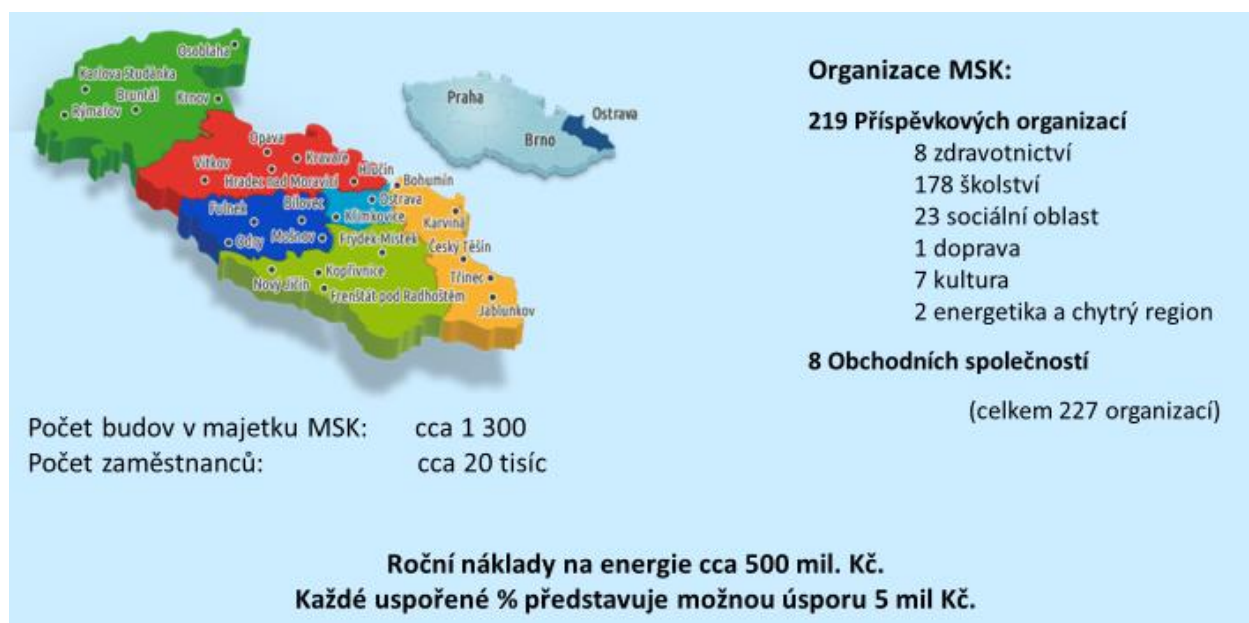 Osoblaha
Karlova Studánka
Bruntál
Krnov
Rýmařov
Opava
Kravaře
Vítkov
Hradec nad Moravicí
Hlučín
Bohumín
Fulnek
Bílovec
Ostrava
Klimkovice
Karviná
Odry
Mošnov
Frýdek-Místek
Český Těšín
Nový Jičín
Kopřivnice
Třinec
Frenštát pod Radhoštěm
Jablunkov
Praha
Ostrava
Brno
Organizace MSK:
219 Příspěvkových organizací
8 zdravotnictví
178 školství
23 sociální oblast
1 doprava
7 kultura
2 energetika a chytrý region
8 Obchodních společností
(celkem 227 organizací)
Počet budov v majetku MSK: cca 1 300
Počet zaměstnanců: cca 20 tisíc
Roční náklady na energie cca 500 mil. Kč.
Každé uspořené % představuje možnou úsporu 5 mil Kč.